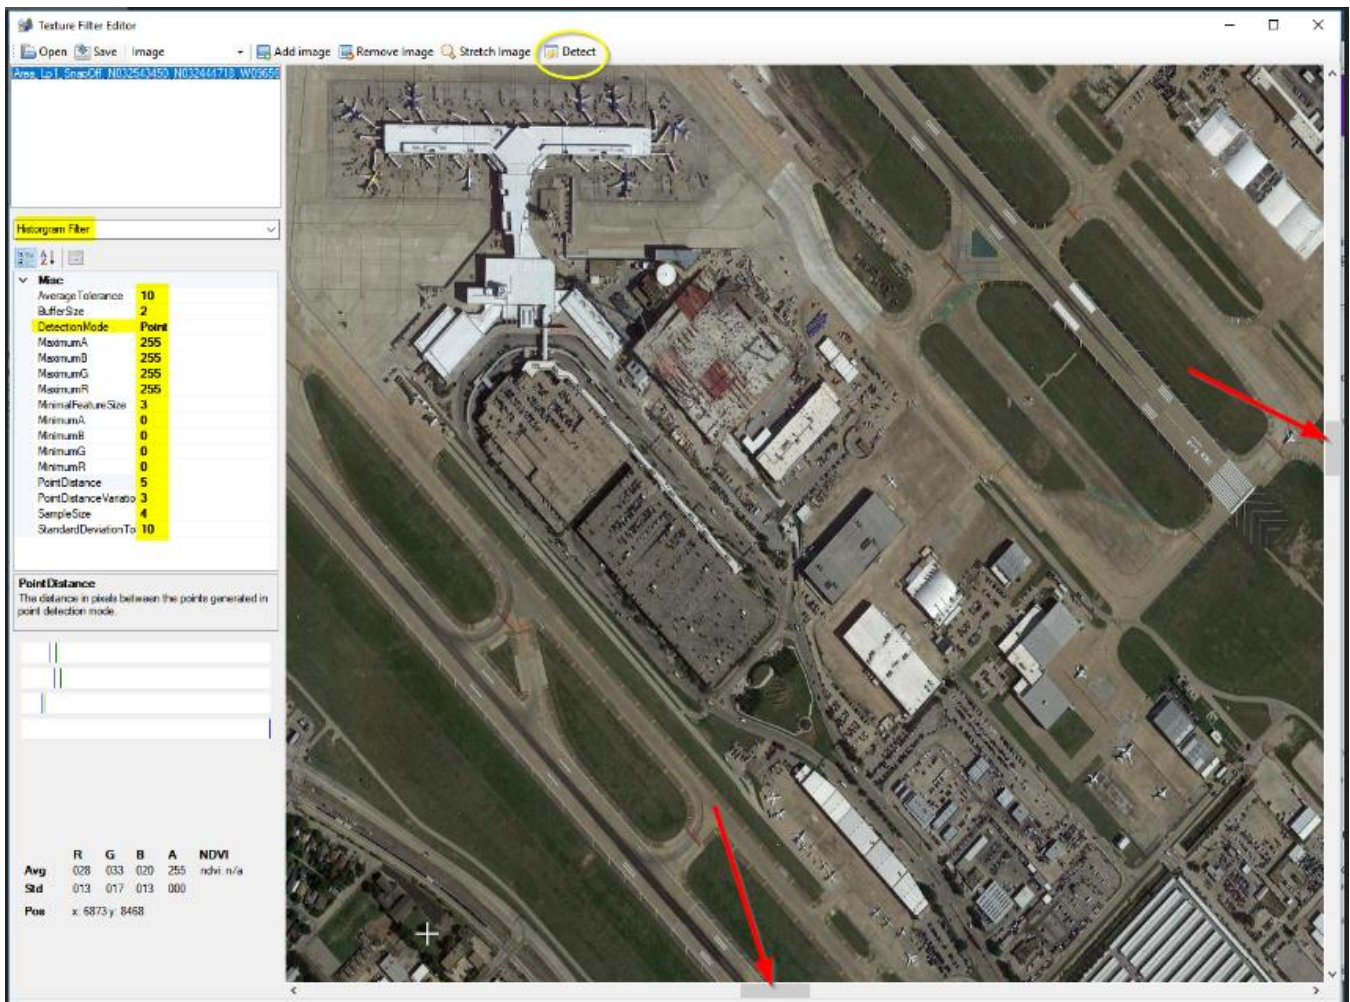 Texture Filter Editor
Open Save Image Add image Remove Image Stretch Image Detect
Area_Lp1_SnapOff_N032543450_N032444718_W09658
Historgram Filter
Misc
AverageTolerance 10
BufferSize 2
DetectionMode Point
MaximumA 255
MaximumB 255
MaximumG 255
MaximumR 255
MinimalFeatureSize 3
MinimumA 0
MinimumB 0
MinimumG 0
MinimumR 0
PointDistance 5
PointDistanceVariatio 3
SampleSize 4
StandardDeviationTo 10
PointDistance
The distance in pixels between the points generated in
point detection mode.
R G B A NDVI
Avg 028 033 020 255 ndvi n/a
Std 013 017 013 000
Pos x: 6873 y: 8468